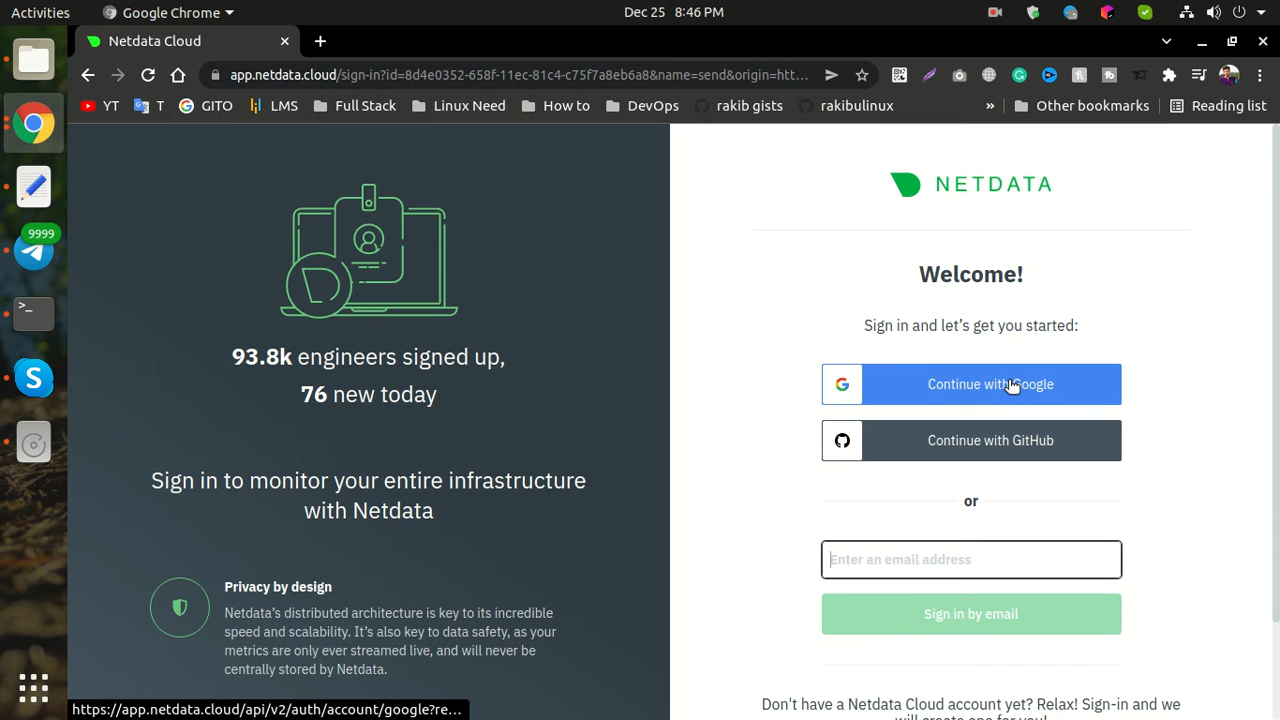 Activities
Google Chrome
Dec 25 8:46 PM
Netdata Cloud
app.netdata.cloud/sign-in?id=8d4e0352-658f-11ec-81c4-c75f7a8eb6a8&name=send&origin=htt...
YT
T
GITO
LMS
Full Stack
Linux Need
How to
DevOps
rakib gists
rakibulinux
»
Other bookmarks
Reading list
9999
>_
93.8k engineers signed up,
76 new today
Sign in to monitor your entire infrastructure
with Netdata
Privacy by design
Netdata's distributed architecture is key to its incredible
speed and scalability. It's also key to data safety, as your
metrics are only ever streamed live, and will never be
centrally stored by Netdata.
https://app.netdata.cloud/api/v2/auth/account/google?re...
NETDATA
Welcome!
Sign in and let's get you started:
Continue with Google
Continue with GitHub
or
Enter an email address
Sign in by email
Don't have a Netdata Cloud account yet? Relax! Sign-in and we
will create one for you!